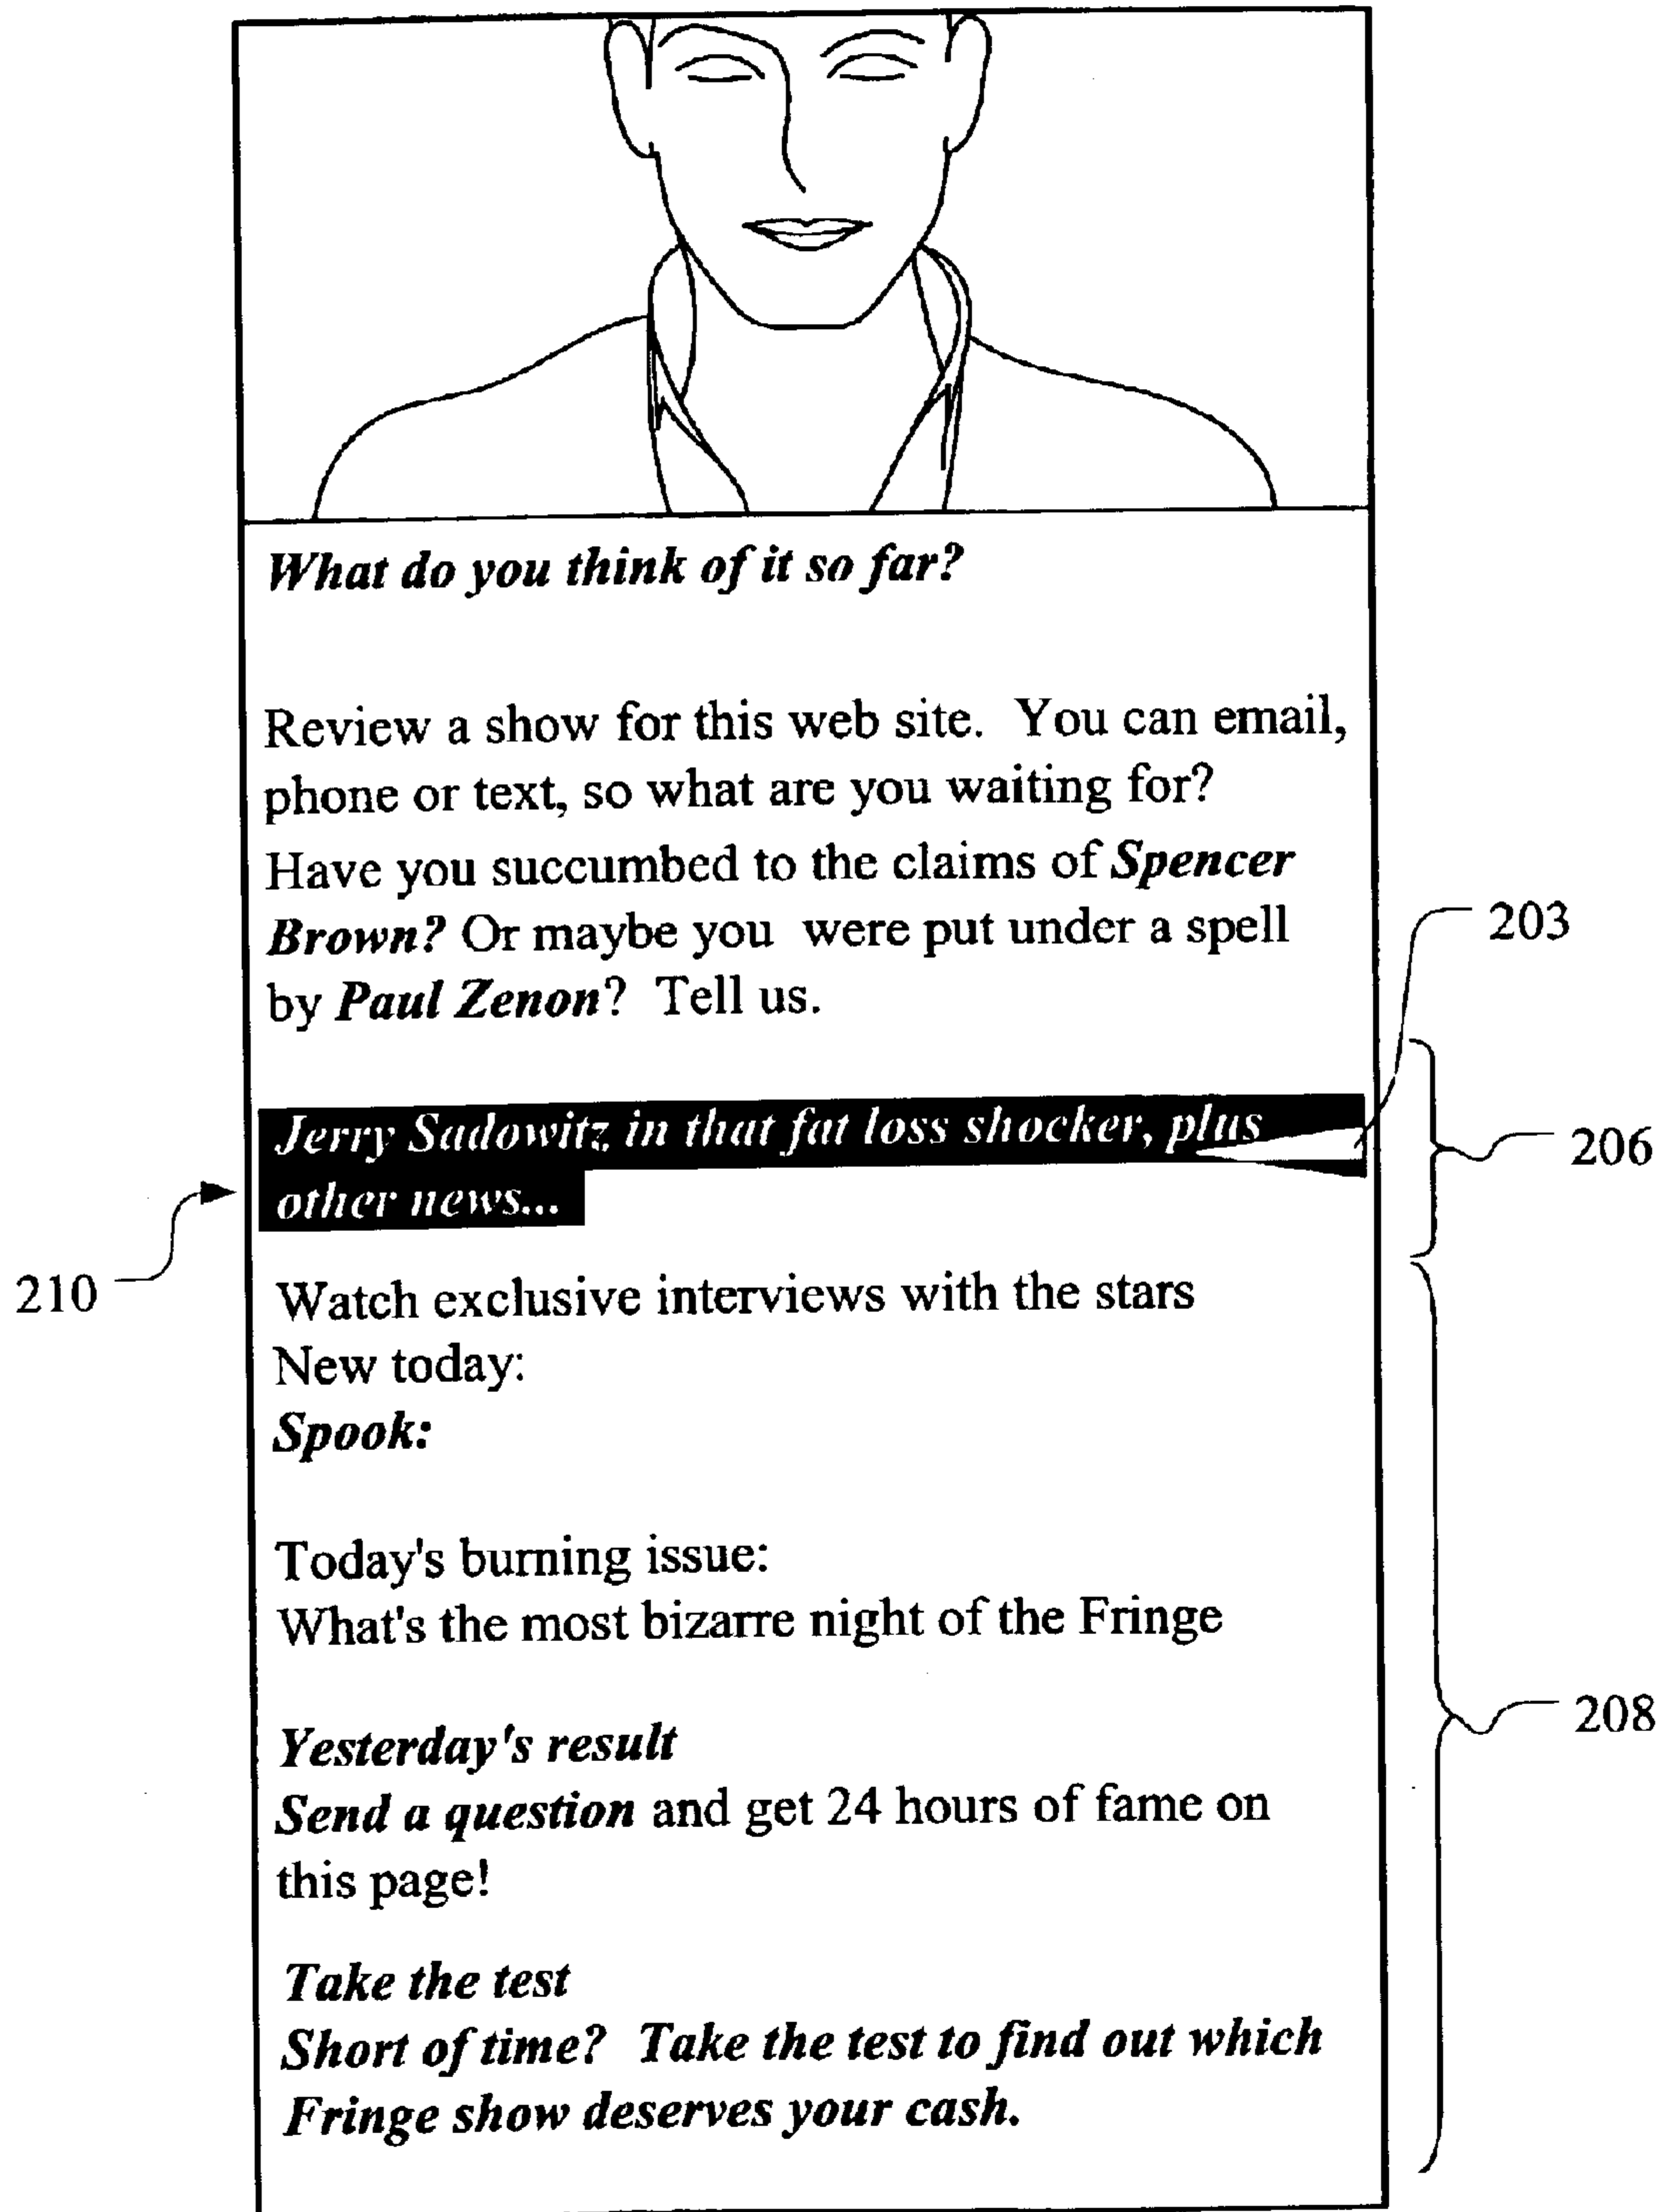 What do you think of it so far?
Review a show for this web site. You can email,
phone or text, so what are you waiting for?
Have you succumbed to the claims of Spencer
Brown? Or maybe you were put under a spell
by Paul Zenon? Tell us.
203
Jerry Sadowitz in that fat loss shocker, plus
206
other news...
210
Watch exclusive interviews with the stars
New today:
Spook:
Today's burning issue:
What's the most bizarre night of the Fringe
208
Yesterday's result
Send a question and get 24 hours of fame on
this page!
Take the test
Short of time? Take the test to find out which
Fringe show deserves your cash.